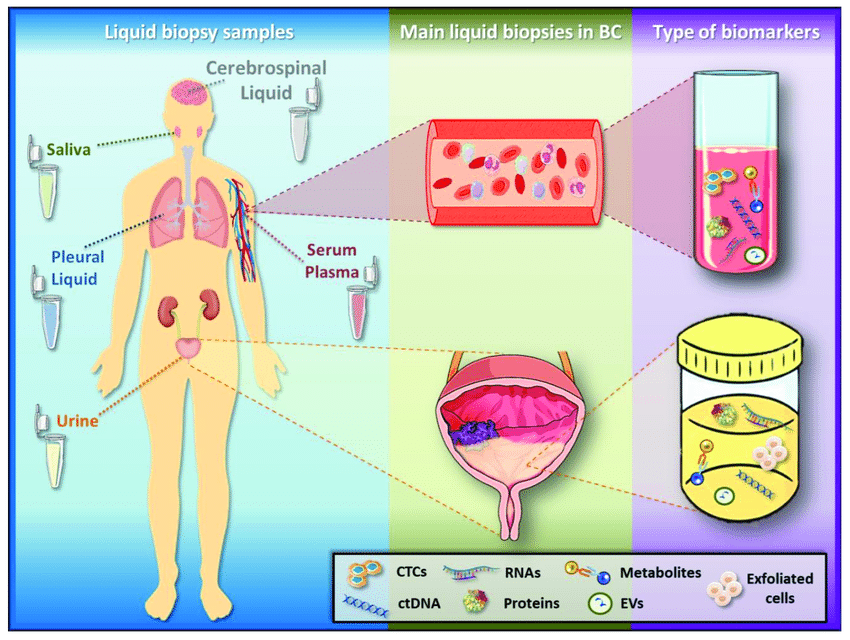 Liquid biopsy samples
Main liquid biopsies in BC
Type of biomarkers
Cerebrospinal
Liquid
Saliva
Pleural
Liquid
Serum
Plasma
Urine
CTCs
RNAs
Metabolites
Exfoliated
cells
ctDNA
Proteins
EVs